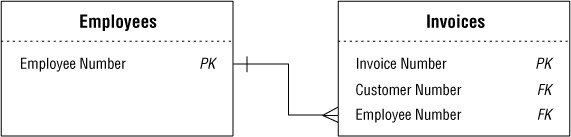 Employees
Employee Number PK
Invoices
Invoice Number PK
Customer Number FK
Employee Number FK